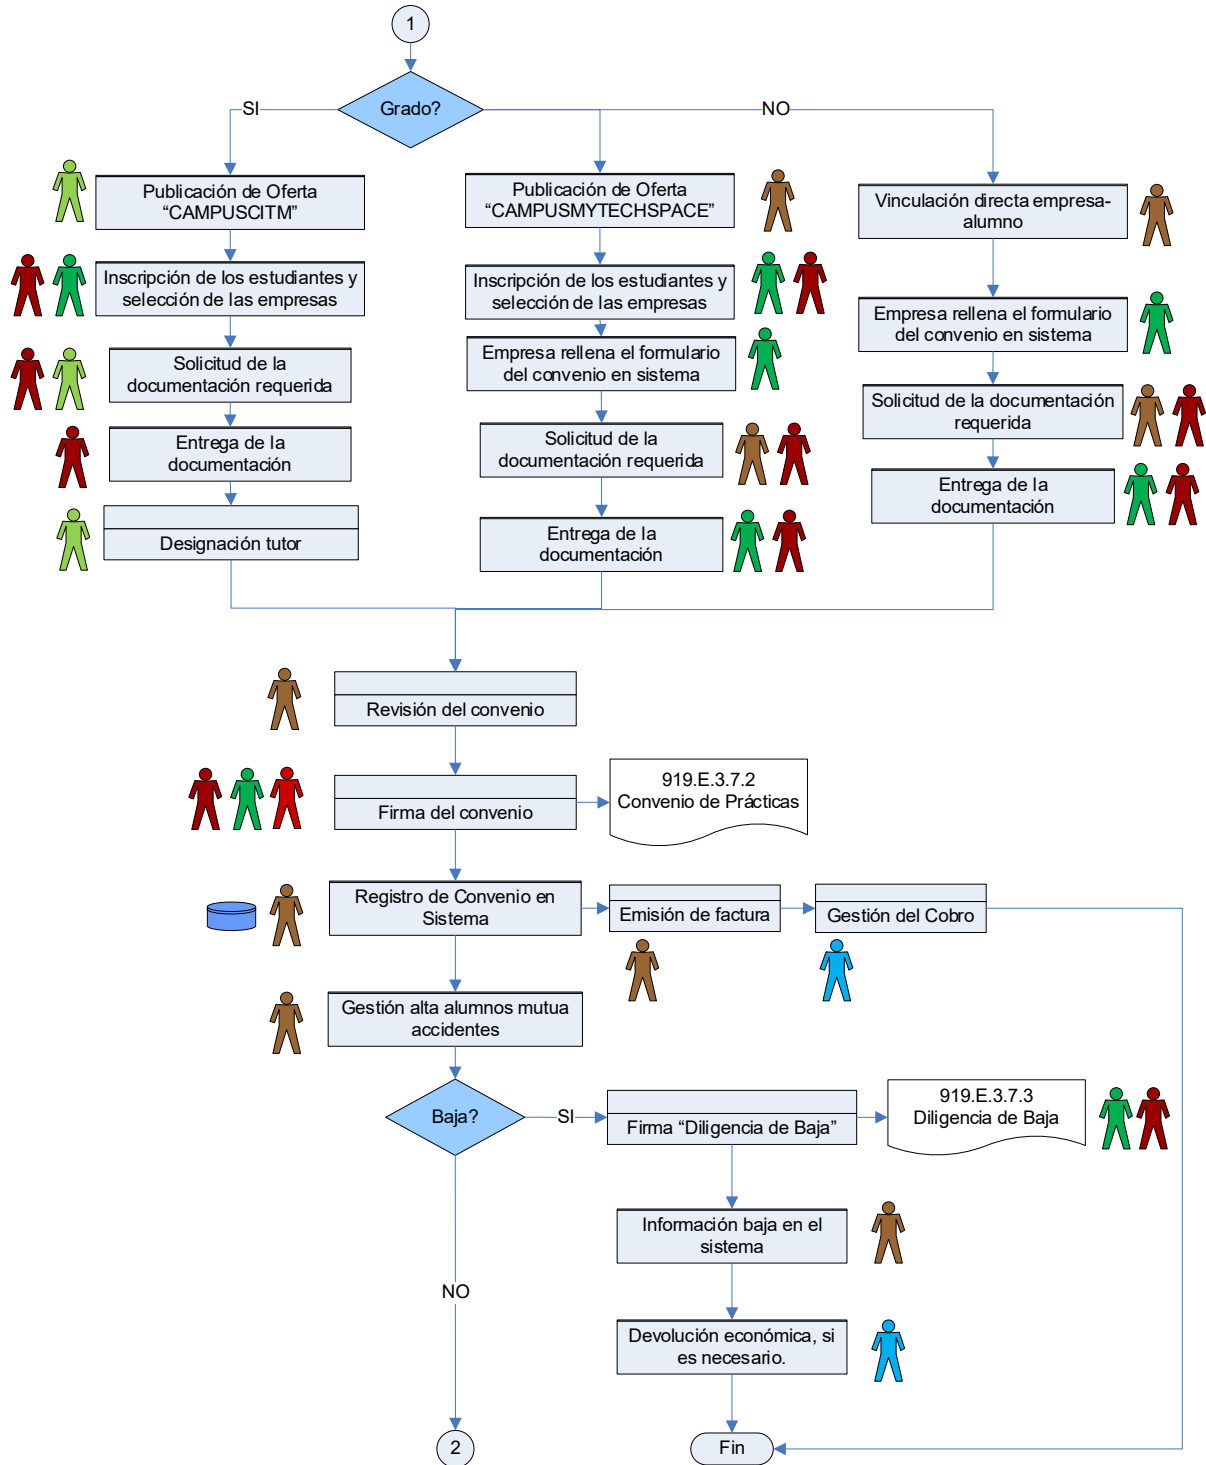 1
Grado?
SI
NO
Publicación de Oferta
“CAMPUSCITM”
Inscripción de los estudiantes y
selección de las empresas
Solicitud de la
documentación requerida
Entrega de la
documentación
Designación tutor
Publicación de Oferta
“CAMPUSMYTECHSPACE”
Inscripción de los estudiantes y
selección de las empresas
Empresa rellena el formulario
del convenio en sistema
Solicitud de la
documentación requerida
Entrega de la
documentación
Vinculación directa empresa-
alumno
Empresa rellena el formulario
del convenio en sistema
Solicitud de la documentación
requerida
Entrega de la
documentación
Revisión del convenio
Firma del convenio
919.E.3.7.2
Convenio de Prácticas
Registro de Convenio en
Sistema
Emisión de factura
Gestión del Cobro
Gestión alta alumnos mutua
accidentes
Baja?
SI
Firma “Diligencia de Baja”
919.E.3.7.3
Diligencia de Baja
Información baja en el
sistema
NO
Devolución económica, si
es necesario.
2
Fin